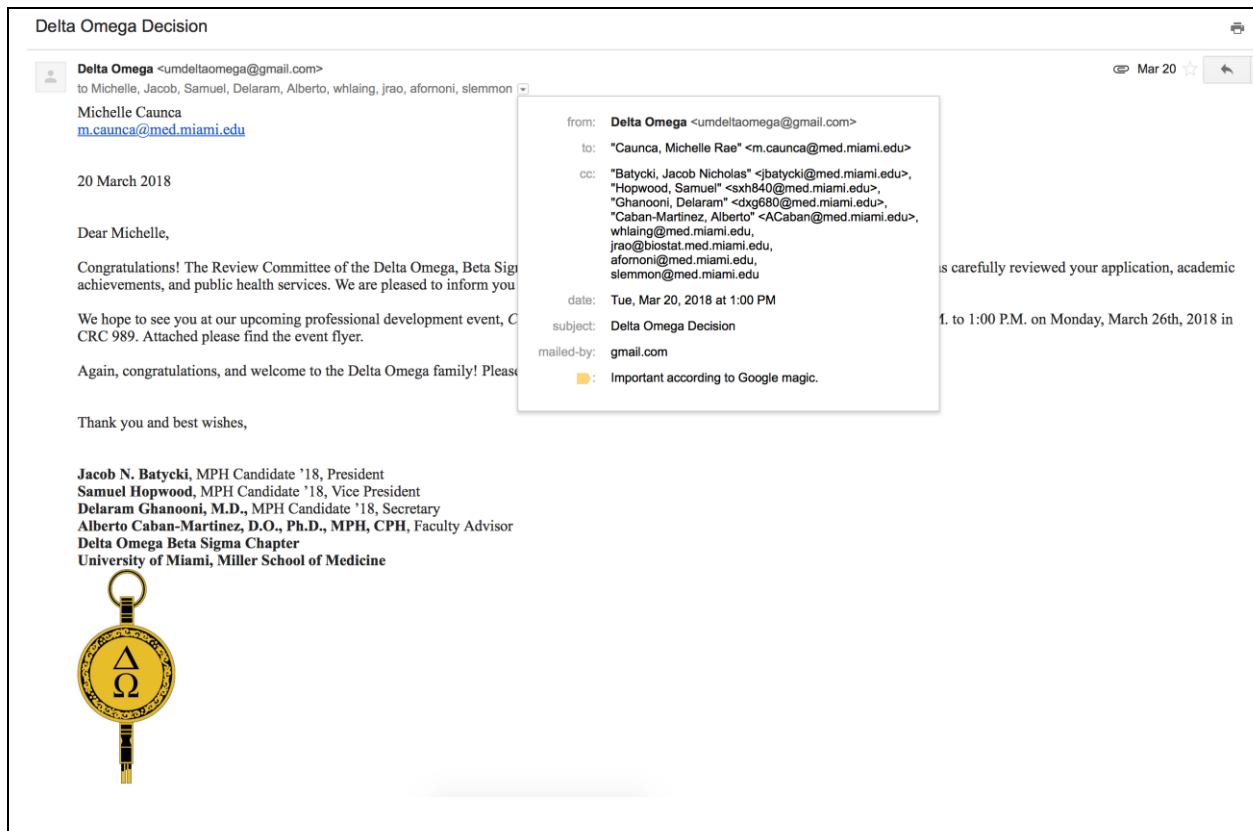 Delta Omega Decision
Delta Omega <umdeltaomega@gmail.com>
Mar 20
to Michelle, Jacob, Samuel, Delaram, Alberto, whlaing, jrao, afornoni, slemmon
Michelle Caunca
m.caunca@med.miami.edu
20 March 2018
Dear Michelle,
Congratulations! The Review Committee of the Delta Omega, Beta Sig
s carefully reviewed your application, academic
achievements, and public health services. We are pleased to inform you
We hope to see you at our upcoming professional development event, C
M. to 1:00 P.M. on Monday, March 26th, 2018 in
CRC 989. Attached please find the event flyer.
Again, congratulations, and welcome to the Delta Omega family! Please
from: Delta Omega <umdeltaomega@gmail.com>
to: "Caunca, Michelle Rae" <m.caunca@med.miami.edu>
cc: "Batycki, Jacob Nicholas" <jbatycki@med.miami.edu>,
"Hopwood, Samuel" <sxh840@med.miami.edu>,
"Ghanooni, Delaram" <dxg680@med.miami.edu>,
"Caban-Martinez, Alberto" <ACaban@med.miami.edu>,
whlaing@med.miami.edu,
jrao@biostat.med.miami.edu,
afornoni@med.miami.edu,
slemmon@med.miami.edu
date: Tue, Mar 20, 2018 at 1:00 PM
subject: Delta Omega Decision
mailed-by: gmail.com
: Important according to Google magic.
Thank you and best wishes,
Jacob N. Batycki, MPH Candidate ’18, President
Samuel Hopwood, MPH Candidate ’18, Vice President
Delaram Ghanooni, M.D., MPH Candidate ’18, Secretary
Alberto Caban-Martinez, D.O., Ph.D., MPH, CPH, Faculty Advisor
Delta Omega Beta Sigma Chapter
University of Miami, Miller School of Medicine
Δ
Ω